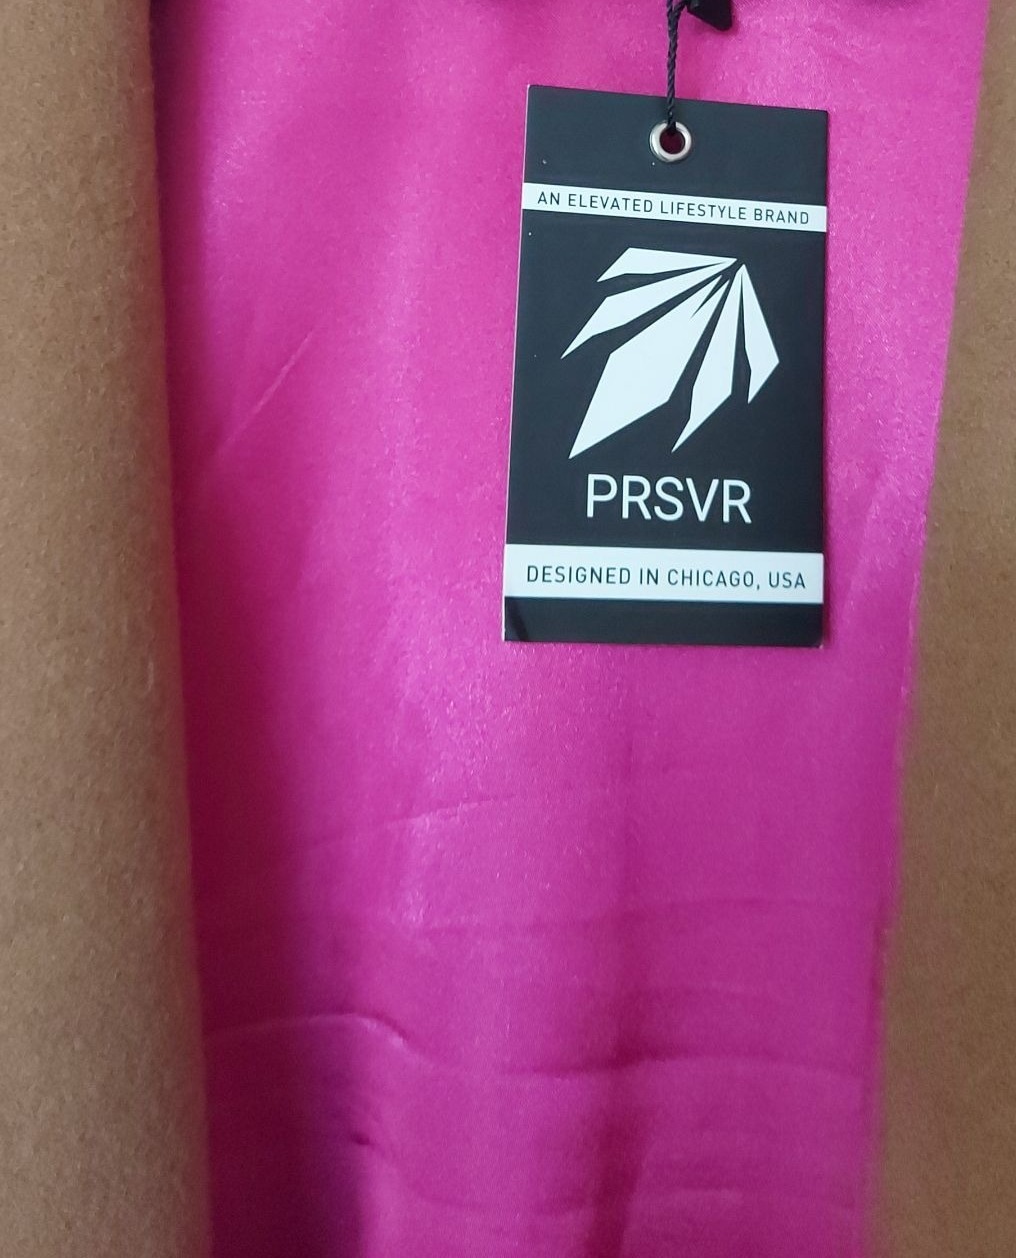 AN ELEVATED LIFESTYLE BRAND
PRSVR
DESIGNED IN CHICAGO, USA